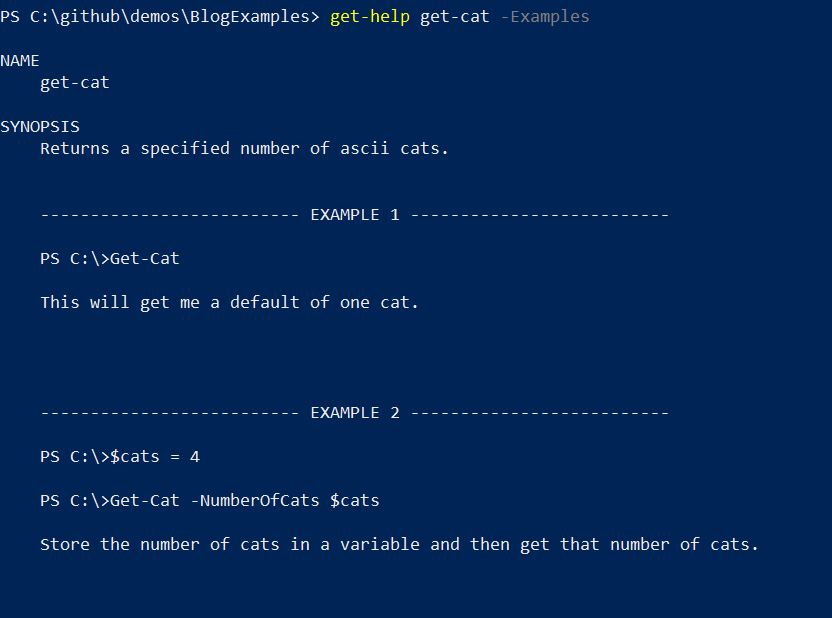 PS C:\github\demos\BlogExamples> get-help get-cat -Examples
NAME
get-cat
SYNOPSIS
Returns a specified number of ascii cats.
-------------------------- EXAMPLE 1 --------------------------
PS C:\>Get-Cat
This will get me a default of one cat.
-------------------------- EXAMPLE 2 --------------------------
PS C:\>$cats = 4
PS C:\>Get-Cat -NumberOfCats $cats
Store the number of cats in a variable and then get that number of cats.